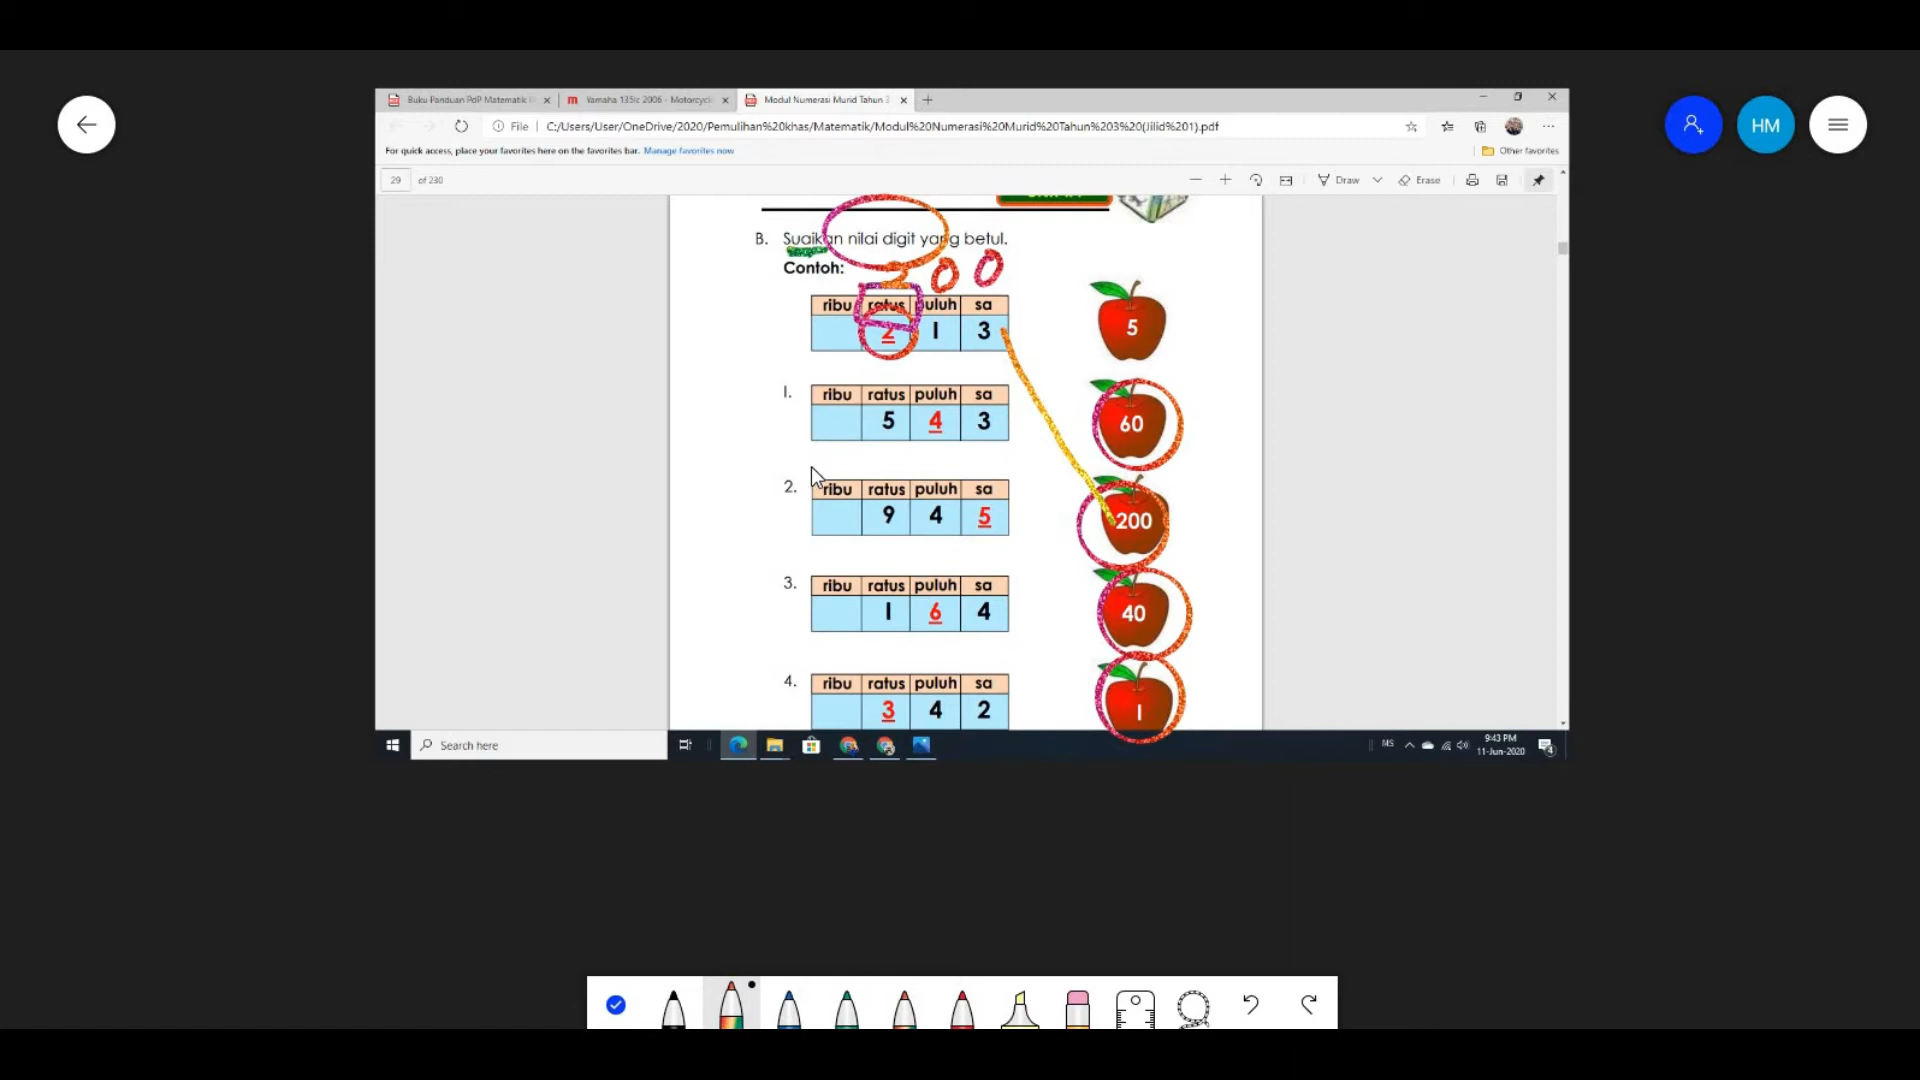 Buku Panduan PdP Matematik
Yamaha 135lc 2006 - Motorcycl
Modul Numerasi Murid Tahun 3
File
C:/Users/User/OneDrive/2020/Pemulihan%20khas/Matematik/Modul%20Numerasi%20Murid%20Tahun%203%20(Jilid%201).pdf
For quick access, place your favorites here on the favorites bar. Manage favorites now
Other favorites
29 of 230
Draw
Erase
HM
B. Suaikan nilai digit yang betul.
Contoh:
200
ribu ratus puluh sa
2 1 3
5
1.
ribu ratus puluh sa
5 4 3
60
2.
ribu ratus puluh sa
9 4 5
200
3.
ribu ratus puluh sa
1 6 4
40
4.
ribu ratus puluh sa
3 4 2
1
Search here
MS
9:43 PM
11-Jun-2020
4